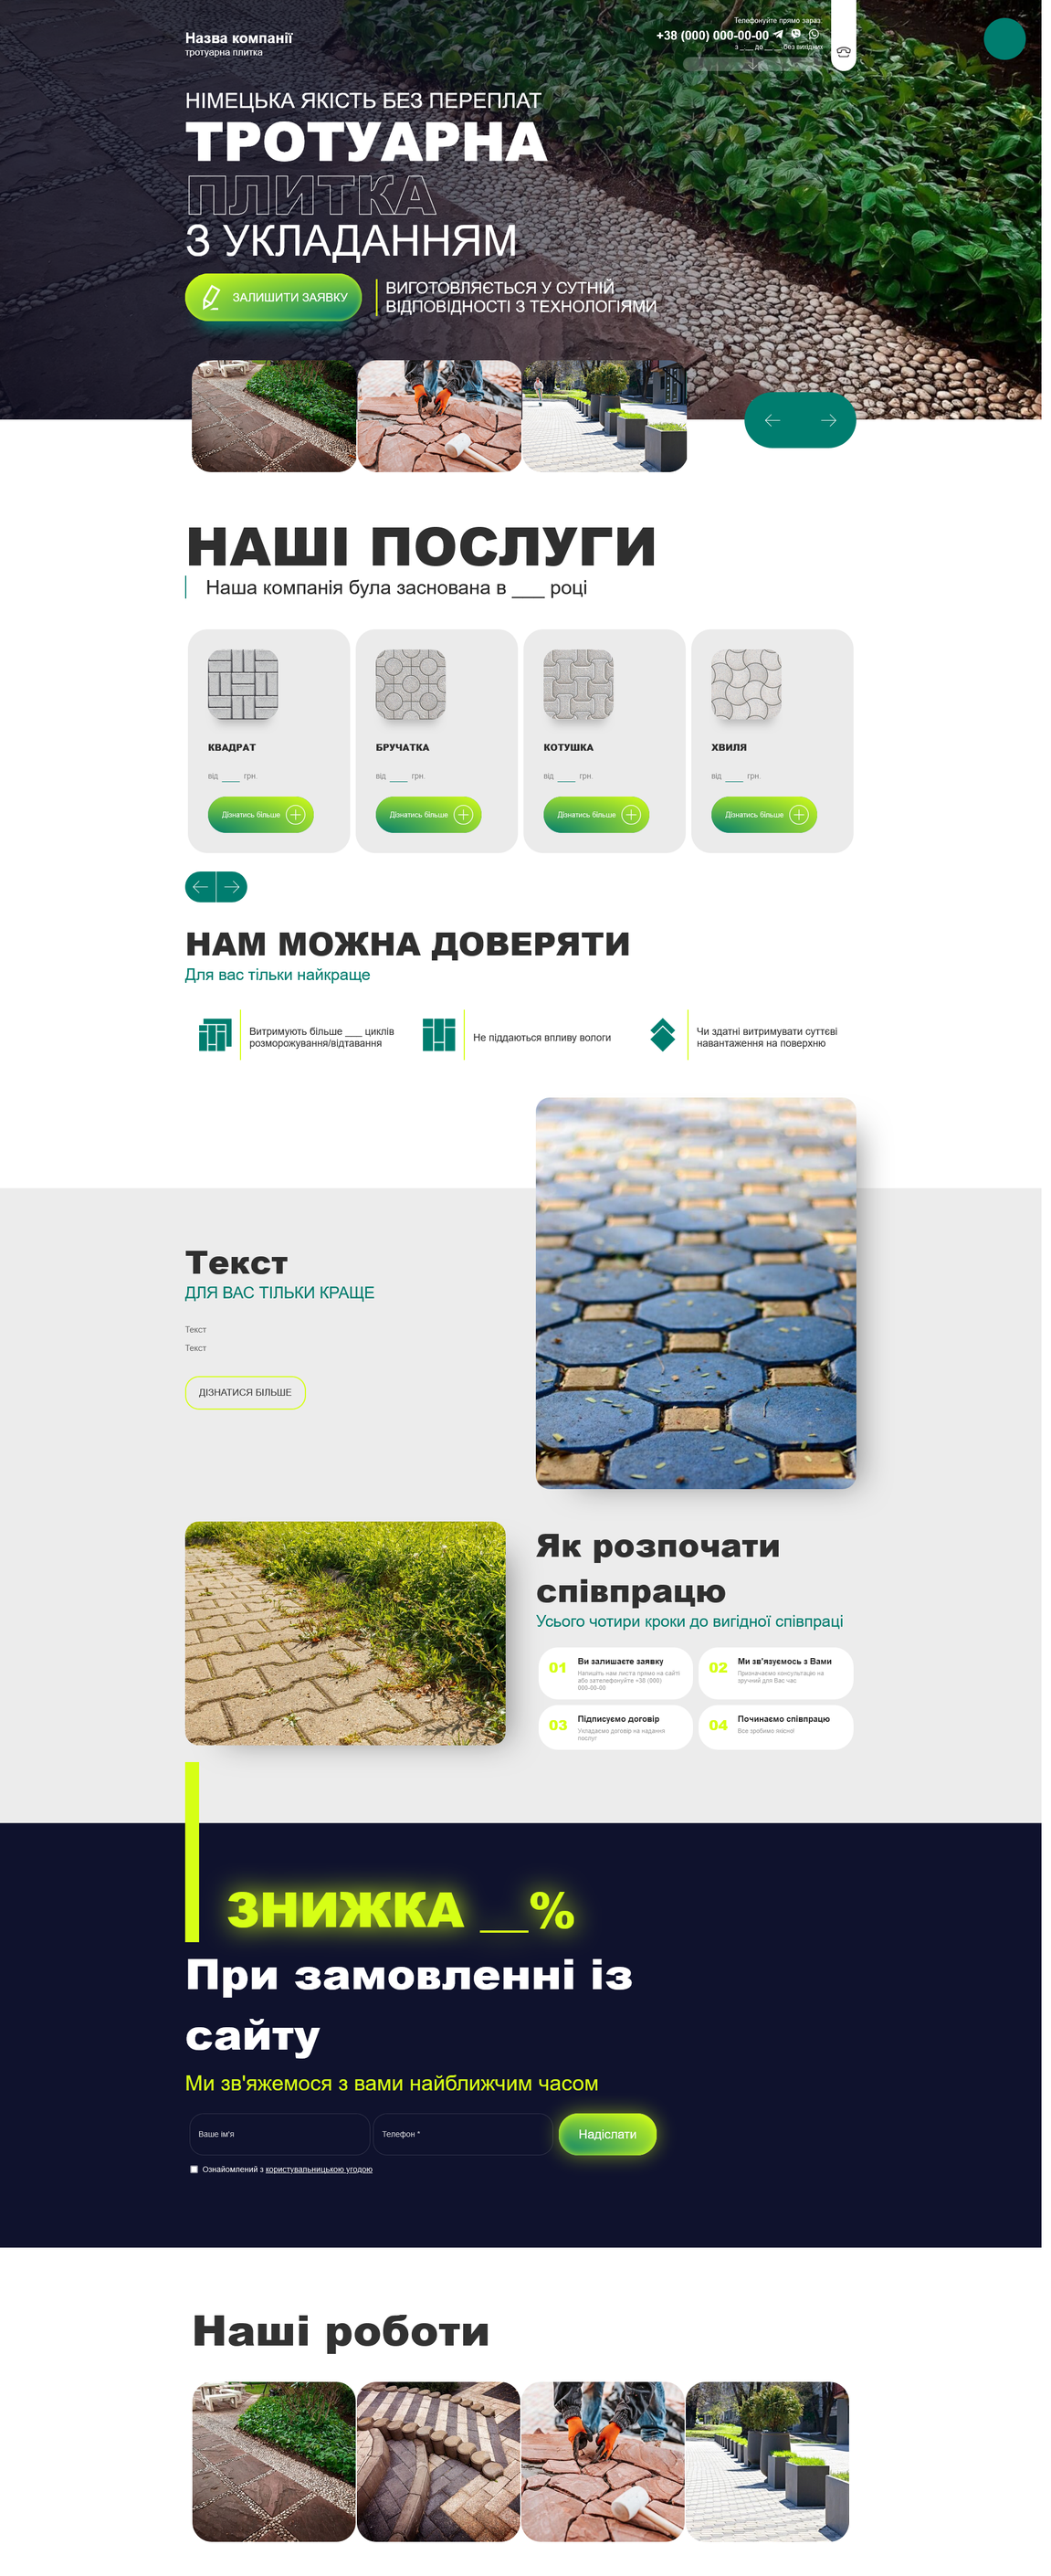 Назва компанії
тротуарна плитка
Телефонуйте прямо зараз:
+38 (000) 000-00-00
з __:__ до __:__ без вихідних
НІМЕЦЬКА ЯКІСТЬ БЕЗ ПЕРЕПЛАТ
ТРОТУАРНА
ПЛИТКА
З УКЛАДАННЯМ
ЗАЛИШИТИ ЗАЯВКУ
ВИГОТОВЛЯЄТЬСЯ У СУТНІЙ
ВІДПОВІДНОСТІ З ТЕХНОЛОГІЯМИ
НАШІ ПОСЛУГИ
Наша компанія була заснована в ___ році
КВАДРАТ
від ____ грн.
Дізнатись більше
БРУЧАТКА
від ____ грн.
Дізнатись більше
КОТУШКА
від ____ грн.
Дізнатись більше
ХВИЛЯ
від ____ грн.
Дізнатись більше
НАМ МОЖНА ДОВЕРЯТИ
Для вас тільки найкраще
Витримують більше ___ циклів
розморожування/відтавання
Не піддаються впливу вологи
Чи здатні витримувати суттєві
навантаження на поверхню
Текст
ДЛЯ ВАС ТІЛЬКИ КРАЩЕ
Текст
Текст
ДІЗНАТИСЯ БІЛЬШЕ
Як розпочати
співпрацю
Усього чотири кроки до вигідної співпраці
01
Ви залишаєте заявку
Напишіть нам листа прямо на сайті
або зателефонуйте +38 (000)
000-00-00
02
Ми зв'язуємось з Вами
Призначаємо консультацію на
зручний для Вас час
03
Підписуємо договір
Укладаємо договір на надання
послуг
04
Починаємо співпрацю
Все зробимо якісно!
ЗНИЖКА __%
При замовленні із
сайту
Ми зв'яжемося з вами найближчим часом
Ваше ім'я
Телефон *
Надіслати
Ознайомлений з користувальницькою угодою
Наші роботи